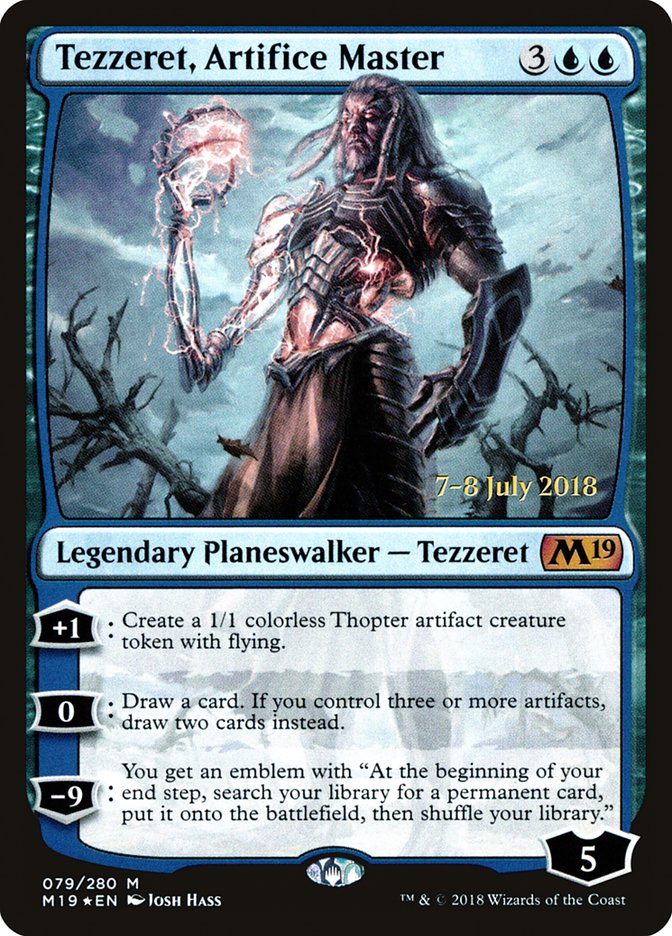 Tezzeret, Artifice Master 3
7–8 July 2018
Legendary Planeswalker — Tezzeret M19
+1 : Create a 1/1 colorless Thopter artifact creature
token with flying.
0 : Draw a card. If you control three or more artifacts,
draw two cards instead.
−9 : You get an emblem with “At the beginning of your
end step, search your library for a permanent card,
put it onto the battlefield, then shuffle your library.”
5
079/280 M
M19 ★ EN Josh Hass
™ & © 2018 Wizards of the Coast